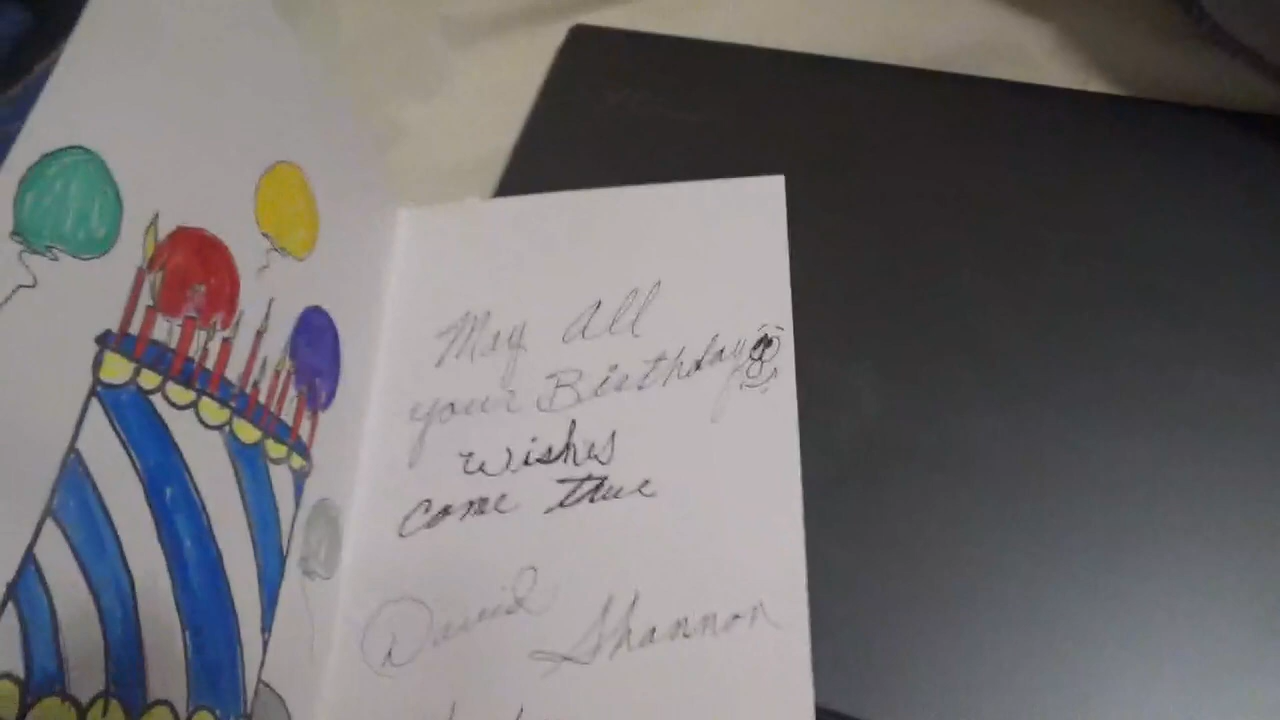 May All
your Birthday
wishes
come true
David Shannon